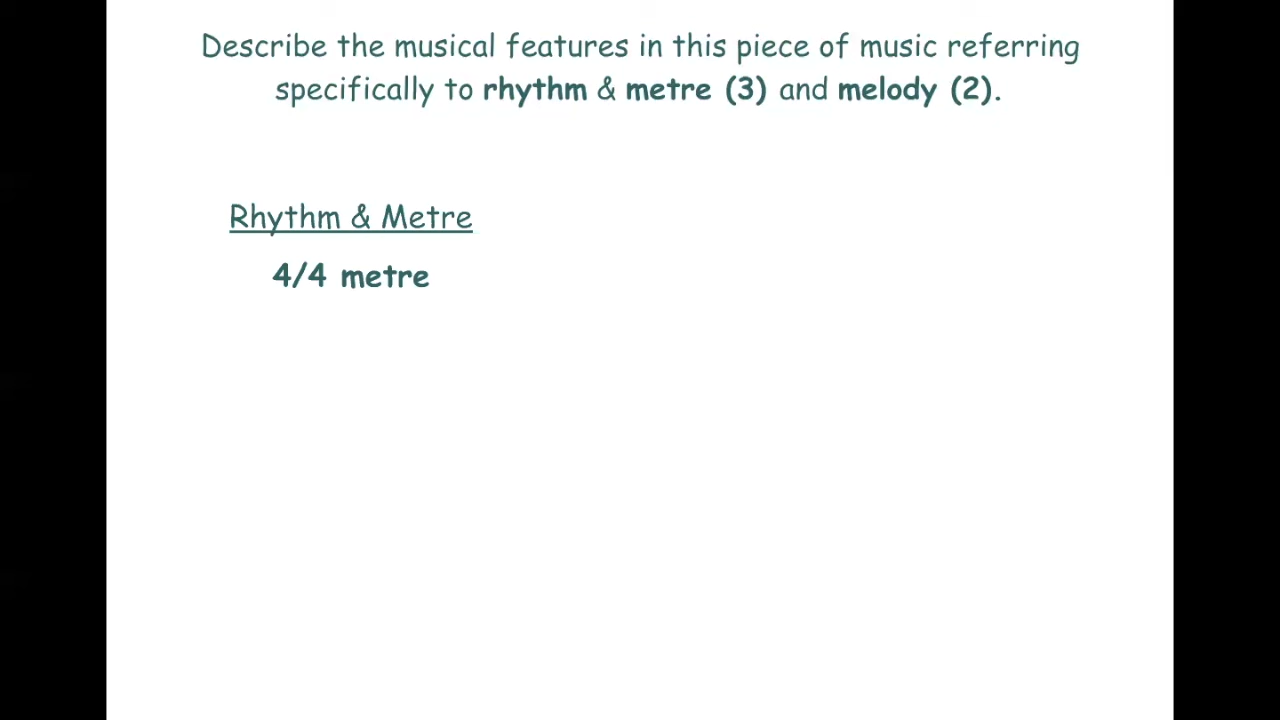 Describe the musical features in this piece of music referring
specifically to rhythm & metre (3) and melody (2).
Rhythm & Metre
4/4 metre